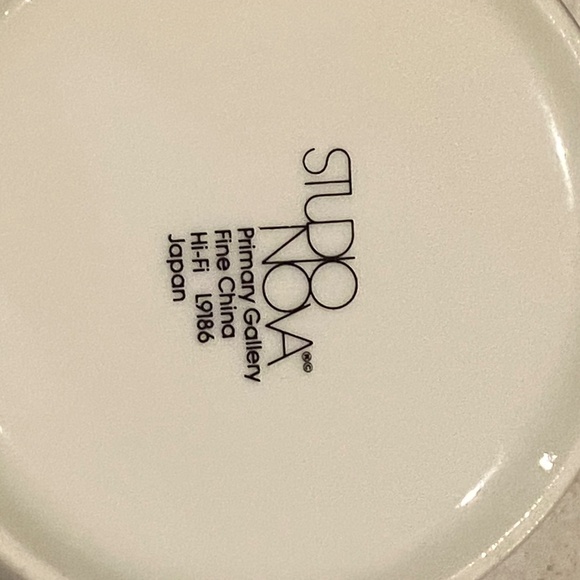 STUDIO
NOVA®©
Primary Gallery
Fine China
Hi-Fi L9186
Japan